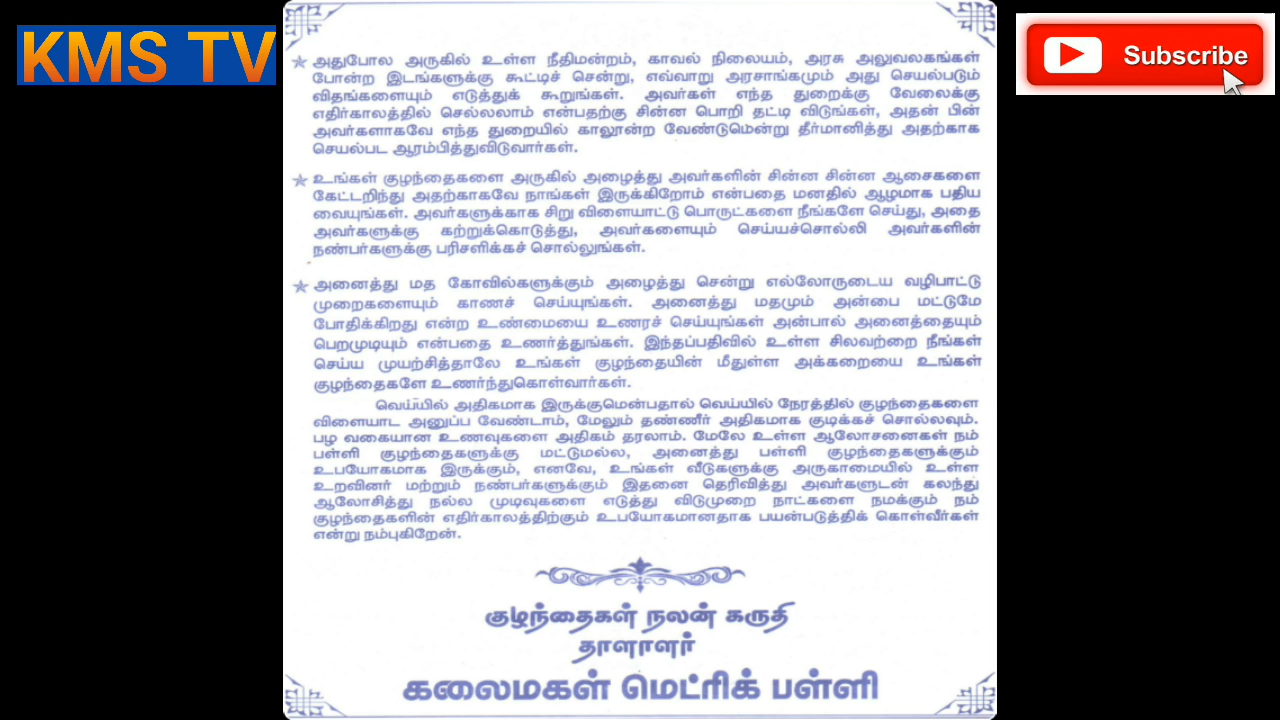 KMS TV
Subscribe
அதுபோல அருகில் உள்ள நீதிமன்றம், காவல் நிலையம், அரசு அலுவலகங்கள்
போன்ற இடங்களுக்கு கூட்டிச் சென்று, எவ்வாறு அரசாங்கமும் அது செயல்படும்
விதங்களையும் எடுத்துக் கூறுங்கள். அவர்கள் எந்த துறைக்கு வேலைக்கு
எதிர்காலத்தில் செல்லலாம் என்பதற்கு சின்ன பொறி தட்டி விடுங்கள், அதன் பின்
அவர்களாகவே எந்த துறையில் காலூன்ற வேண்டுமென்று தீர்மானித்து அதற்காக
செயல்பட ஆரம்பித்துவிடுவார்கள்.
உங்கள் குழந்தைகளை அருகில் அழைத்து அவர்களின் சின்ன சின்ன ஆசைகளை
கேட்டறிந்து அதற்காகவே நாங்கள் இருக்கிறோம் என்பதை மனதில் ஆழமாக பதிய
வையுங்கள். அவர்களுக்காக சிறு விளையாட்டு பொருட்களை நீங்களே செய்து, அதை
அவர்களுக்கு கற்றுக்கொடுத்து, அவர்களையும் செய்யச்சொல்லி அவர்களின்
நண்பர்களுக்கு பரிசளிக்கச் சொல்லுங்கள்.
அனைத்து மத கோவில்களுக்கும் அழைத்து சென்று எல்லோருடைய வழிபாட்டு
முறைகளையும் காணச் செய்யுங்கள். அனைத்து மதமும் அன்பை மட்டுமே
போதிக்கிறது என்ற உண்மையை உணரச் செய்யுங்கள் அன்பால் அனைத்தையும்
பெறமுடியும் என்பதை உணர்த்துங்கள். இந்தப்பதிவில் உள்ள சிலவற்றை நீங்கள்
செய்ய முயற்சித்தாலே உங்கள் குழந்தையின் மீதுள்ள அக்கறையை உங்கள்
குழந்தைகளே உணர்ந்துகொள்வார்கள்.
வெய்யில் அதிகமாக இருக்குமென்பதால் வெய்யில் நேரத்தில் குழந்தைகளை
விளையாட அனுப்ப வேண்டாம், மேலும் தண்ணீர் அதிகமாக குடிக்கச் சொல்லவும்.
பழ வகையான உணவுகளை அதிகம் தரலாம். மேலே உள்ள ஆலோசனைகள் நம்
பள்ளி குழந்தைகளுக்கு மட்டுமல்ல, அனைத்து பள்ளி குழந்தைகளுக்கும்
உபயோகமாக இருக்கும், எனவே, உங்கள் வீடுகளுக்கு அருகாமையில் உள்ள
உறவினர் மற்றும் நண்பர்களுக்கும் இதனை தெரிவித்து அவர்களுடன் கலந்து
ஆலோசித்து நல்ல முடிவுகளை எடுத்து விடுமுறை நாட்களை நமக்கும் நம்
குழந்தைகளின் எதிர்காலத்திற்கும் உபயோகமானதாக பயன்படுத்திக் கொள்வீர்கள்
என்று நம்புகிறேன்.
குழந்தைகள் நலன் கருதி
தாளாளர்
கலைமகள் மெட்ரிக் பள்ளி